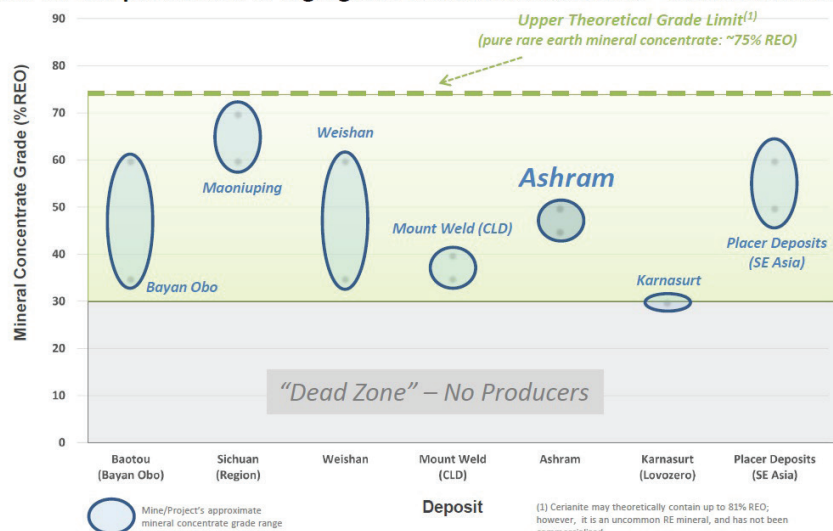 Upper Theoretical Grade Limit(1)
(pure rare earth mineral concentrate: ~75% REO)
Mineral Concentrate Grade (%REO)
90
80
70
60
50
40
30
20
10
0
Weishan
Maoniuping
Ashram
Mount Weld (CLD)
Placer Deposits
(SE Asia)
Bayan Obo
Karnasurt
"Dead Zone" – No Producers
Baotou
(Bayan Obo)
Sichuan
(Region)
Weishan
Mount Weld
(CLD)
Ashram
Karnasurt
(Lovozero)
Placer Deposits
(SE Asia)
Deposit
Mine/Project's approximate
mineral concentrate grade range
(1) Cerianite may theoretically contain up to 81% REO;
however, it is an uncommon RE mineral, and has not been